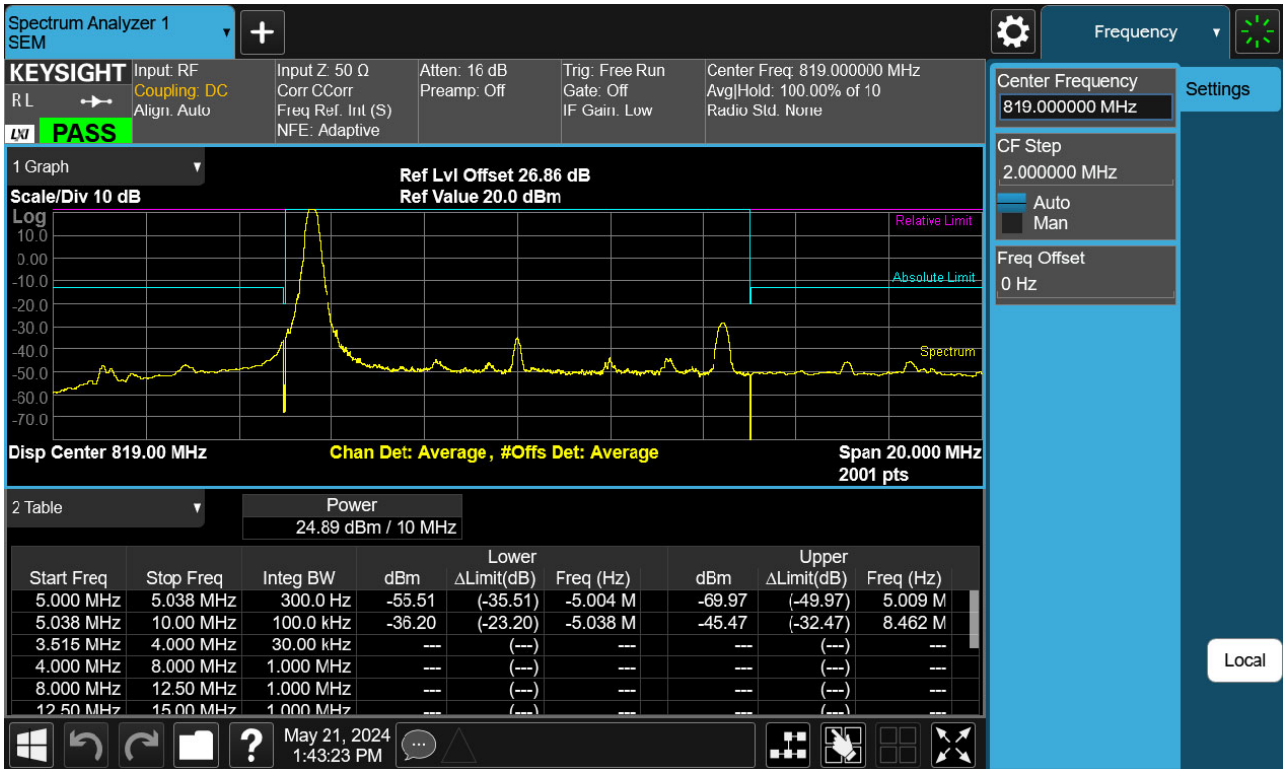 Spectrum Analyzer 1
SEM
+
Frequency
KEYSIGHT
R L
LXI
PASS
Input: RF
Coupling: DC
Align: Auto
Input Z: 50 Ω
Corr CCorr
Freq Ref: Int (S)
NFE: Adaptive
Atten: 16 dB
Preamp: Off
Trig: Free Run
Gate: Off
IF Gain: Low
Center Freq: 819.000000 MHz
Avg|Hold: 100.00% of 10
Radio Std: None
Center Frequency
819.000000 MHz
Settings
CF Step
2.000000 MHz
Auto
Man
Freq Offset
0 Hz
1 Graph
Scale/Div 10 dB
Ref Lvl Offset 26.86 dB
Ref Value 20.0 dBm
Log
10.0
0.00
-10.0
-20.0
-30.0
-40.0
-50.0
-60.0
-70.0
Relative Limit
Absolute Limit
Spectrum
Disp Center 819.00 MHz
Chan Det: Average , #Offs Det: Average
Span 20.000 MHz
2001 pts
2 Table
Power
24.89 dBm / 10 MHz
Lower Upper
Start Freq Stop Freq Integ BW dBm ΔLimit(dB) Freq (Hz) dBm ΔLimit(dB) Freq (Hz)
5.000 MHz 5.038 MHz 300.0 Hz -55.51 (-35.51) -5.004 M -69.97 (-49.97) 5.009 M
5.038 MHz 10.00 MHz 100.0 kHz -36.20 (-23.20) -5.038 M -45.47 (-32.47) 8.462 M
3.515 MHz 4.000 MHz 30.00 kHz --- (---) --- --- (---) ---
4.000 MHz 8.000 MHz 1.000 MHz --- (---) --- --- (---) ---
8.000 MHz 12.50 MHz 1.000 MHz --- (---) --- --- (---) ---
12.50 MHz 15.00 MHz 1.000 MHz --- (---) --- --- (---) ---
Local
?
May 21, 2024
1:43:23 PM